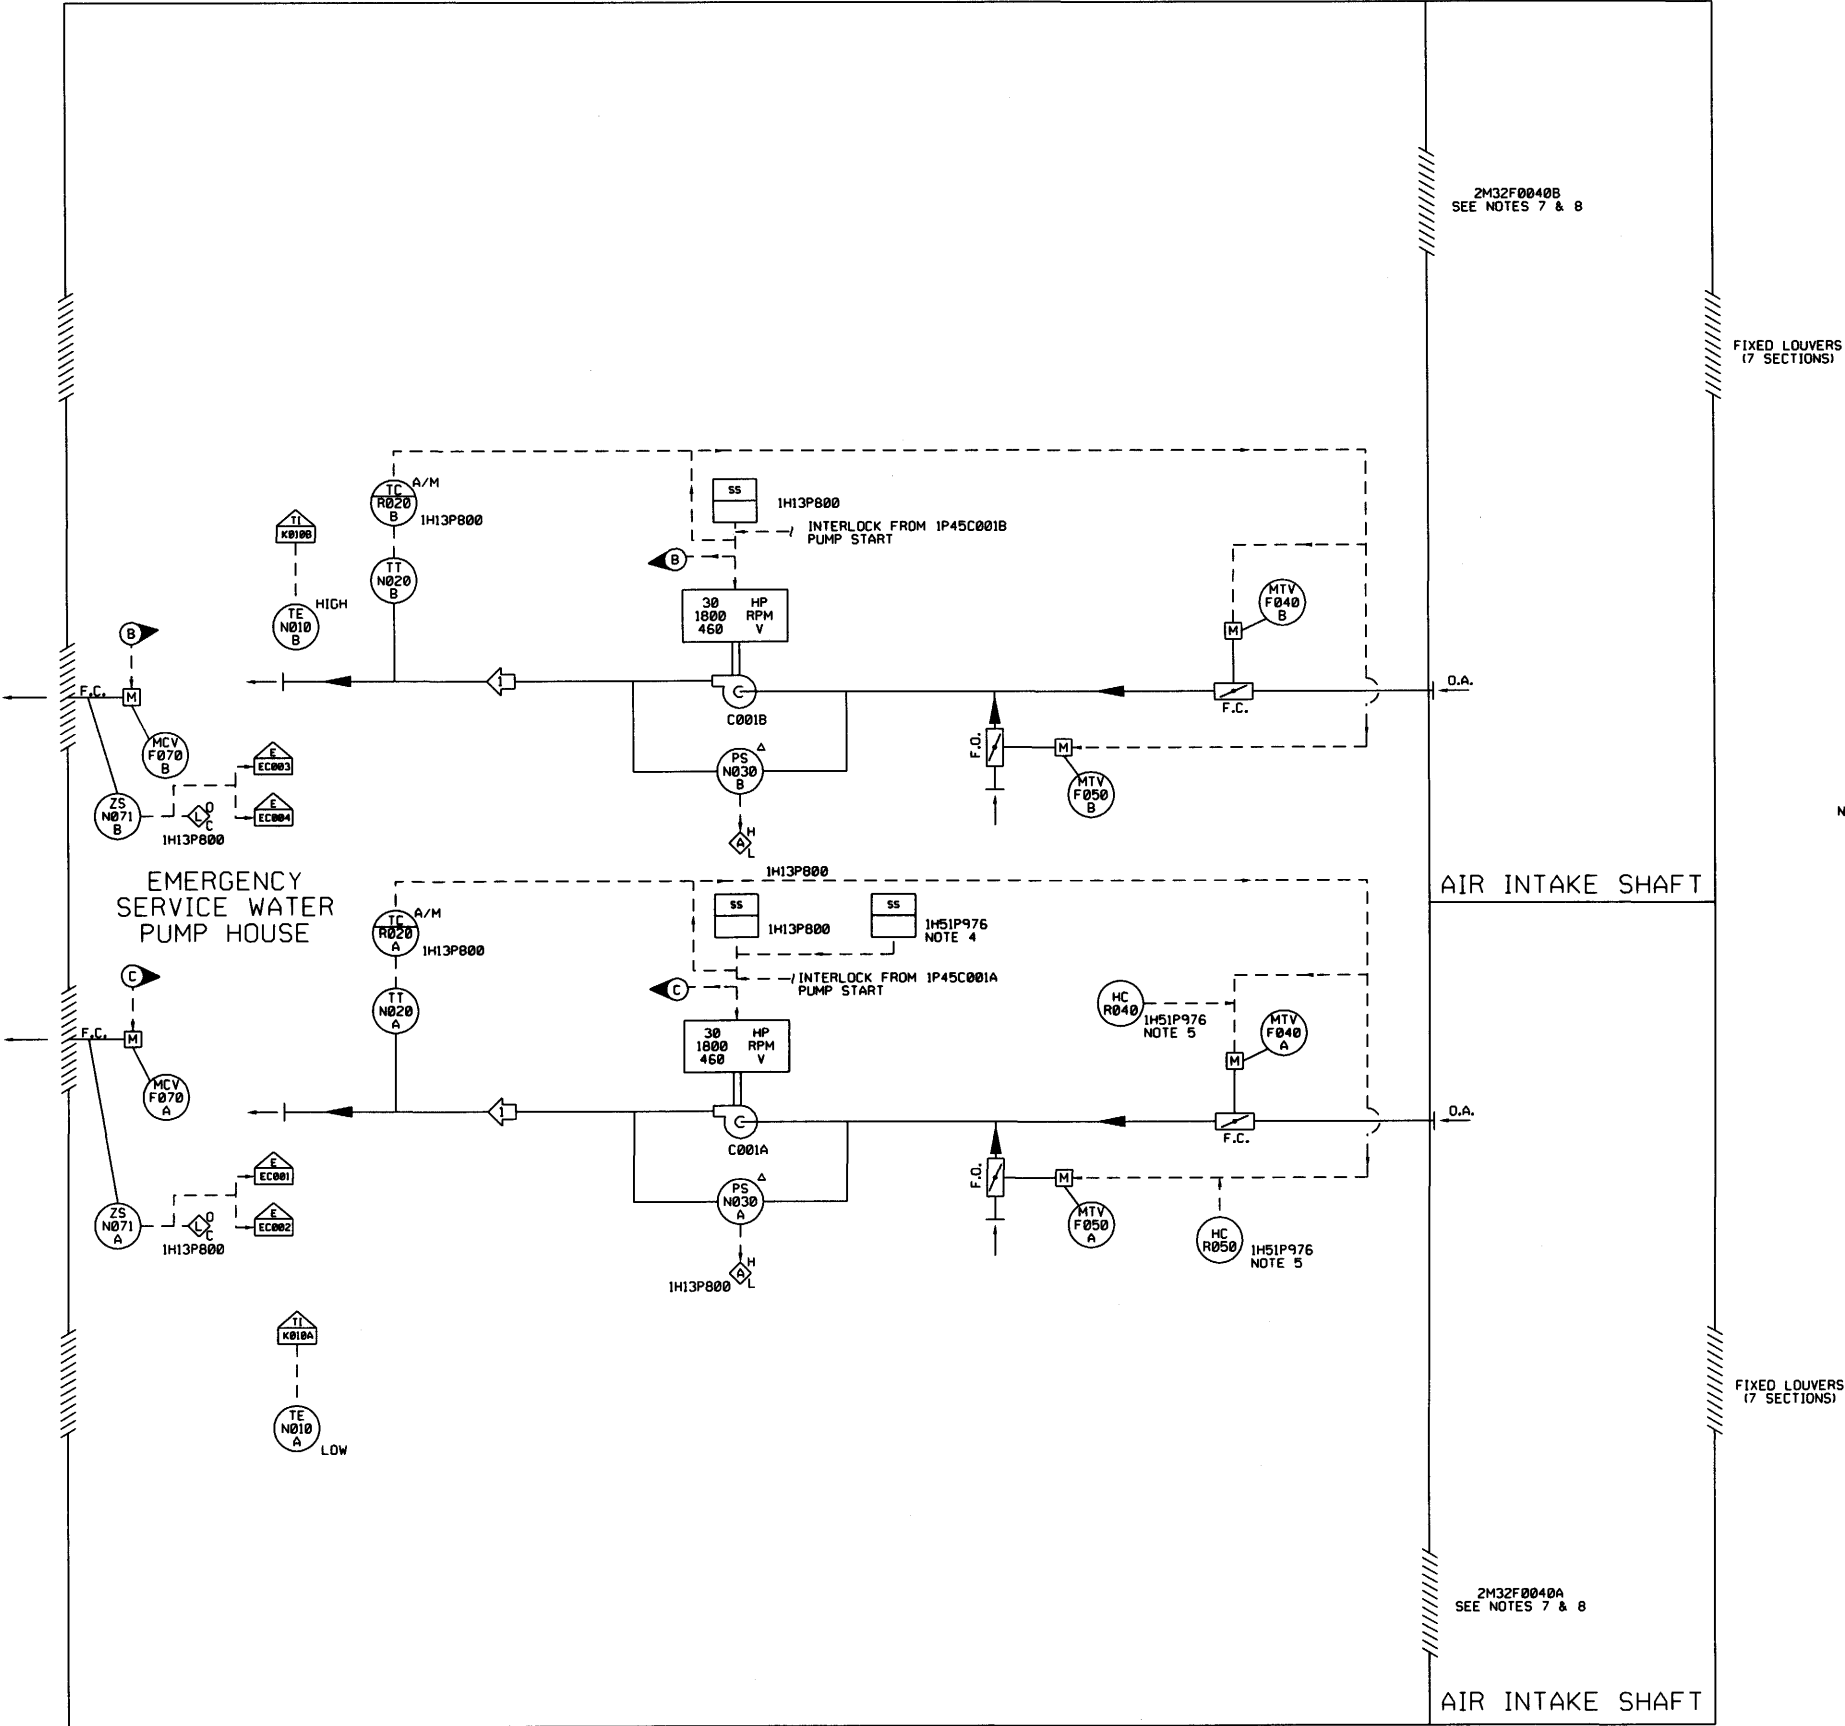 2M32F0040B
SEE NOTES 7 & 8
FIXED LOUVERS
(7 SECTIONS)
TC
R020
B
A/M
1H13P800
SS
1H13P800
INTERLOCK FROM 1P45C001B
PUMP START
TI
K010B
TT
N020
B
B
TE
N010
B
HIGH
30 HP
1800 RPM
460 V
MTV
F040
B
M
B
F.C.
M
1
C
C001B
F.C.
O.A.
MCV
F070
B
PS
N030
B
Δ
F.O.
M
MTV
F050
B
E
EC003
ZS
N071
B
L
O
C
1H13P800
E
EC004
A
H
L
N
1H13P800
EMERGENCY
SERVICE WATER
PUMP HOUSE
AIR INTAKE SHAFT
TC
R020
A
A/M
1H13P800
SS
1H13P800
SS
1H51P976
NOTE 4
INTERLOCK FROM 1P45C001A
PUMP START
C
C
TT
N020
A
HC
R040
1H51P976
NOTE 5
MTV
F040
A
M
30 HP
1800 RPM
460 V
F.C.
M
MCV
F070
A
1
C
C001A
F.C.
O.A.
E
EC001
PS
N030
A
Δ
F.O.
M
MTV
F050
A
ZS
N071
A
L
O
C
1H13P800
E
EC002
HC
R050
1H51P976
NOTE 5
A
H
L
1H13P800
TI
K010A
TE
N010
A
LOW
FIXED LOUVERS
(7 SECTIONS)
2M32F0040A
SEE NOTES 7 & 8
AIR INTAKE SHAFT